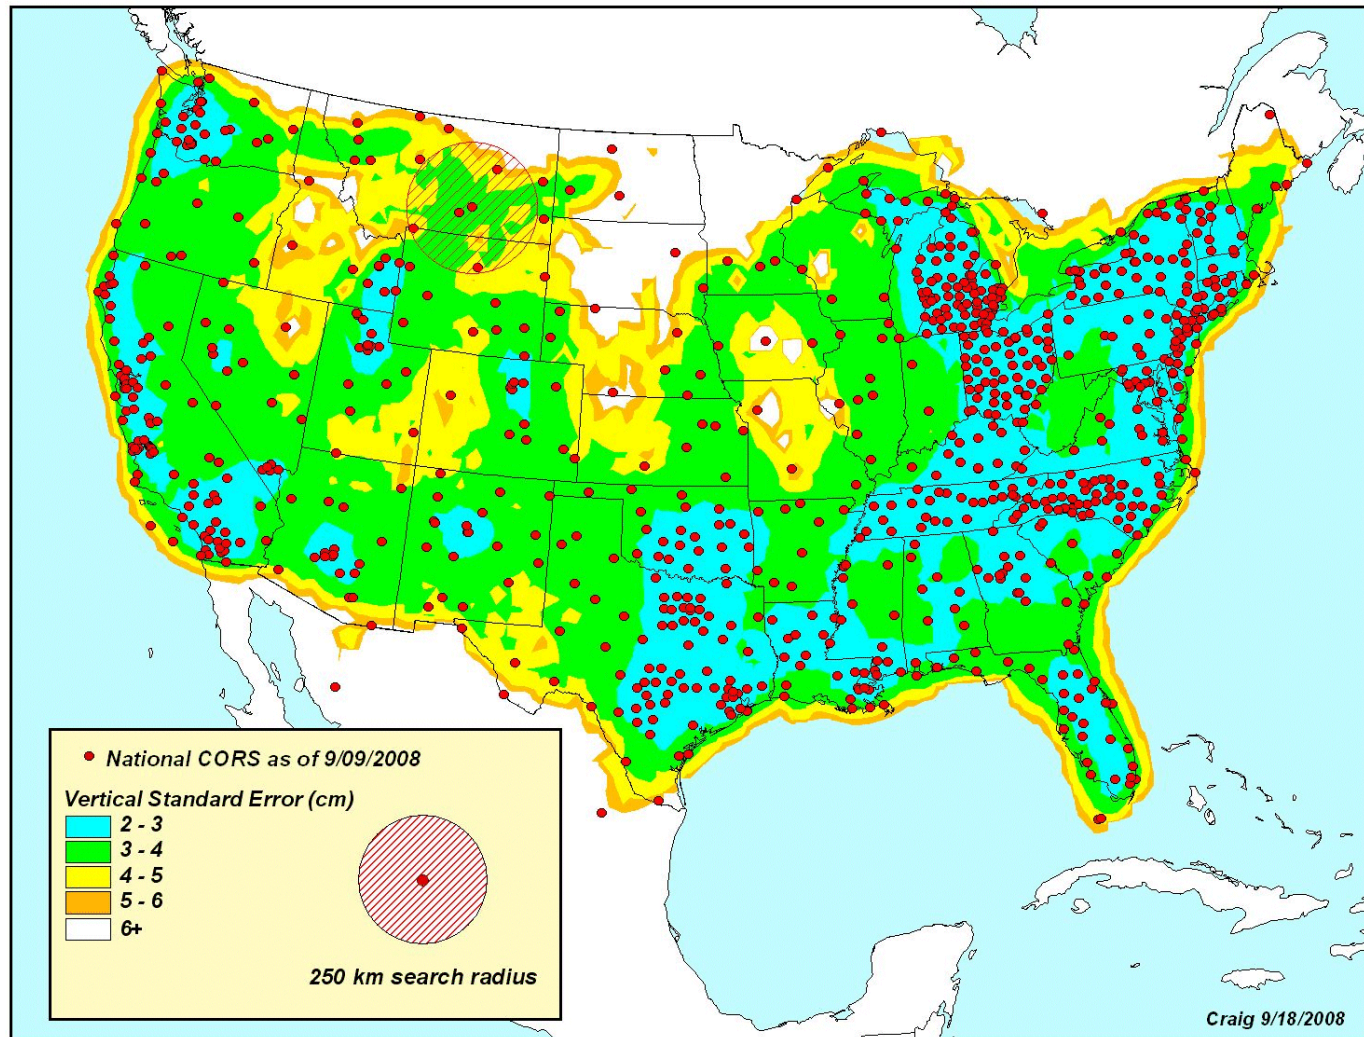 National CORS as of 9/09/2008
Vertical Standard Error (cm)
2 - 3
3 - 4
4 - 5
5 - 6
6+
250 km search radius
Craig 9/18/2008